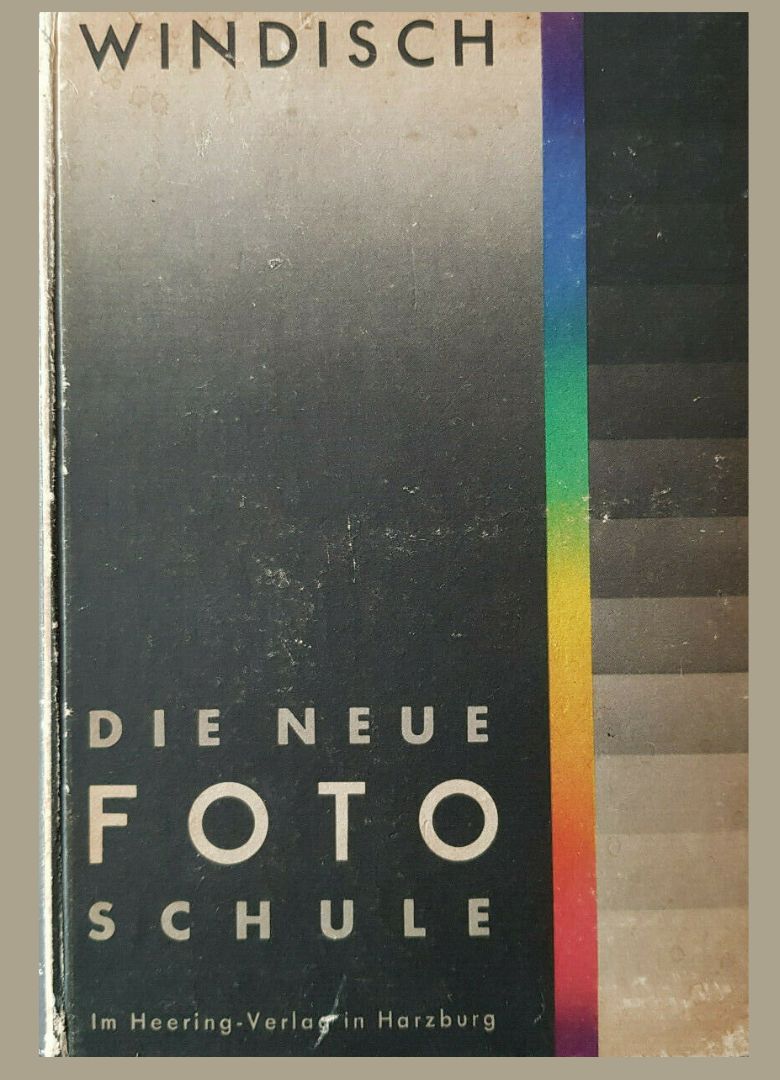 WINDISCH
DIE NEUE
FOTO
SCHULE
Im Heering-Verlag in Harzburg